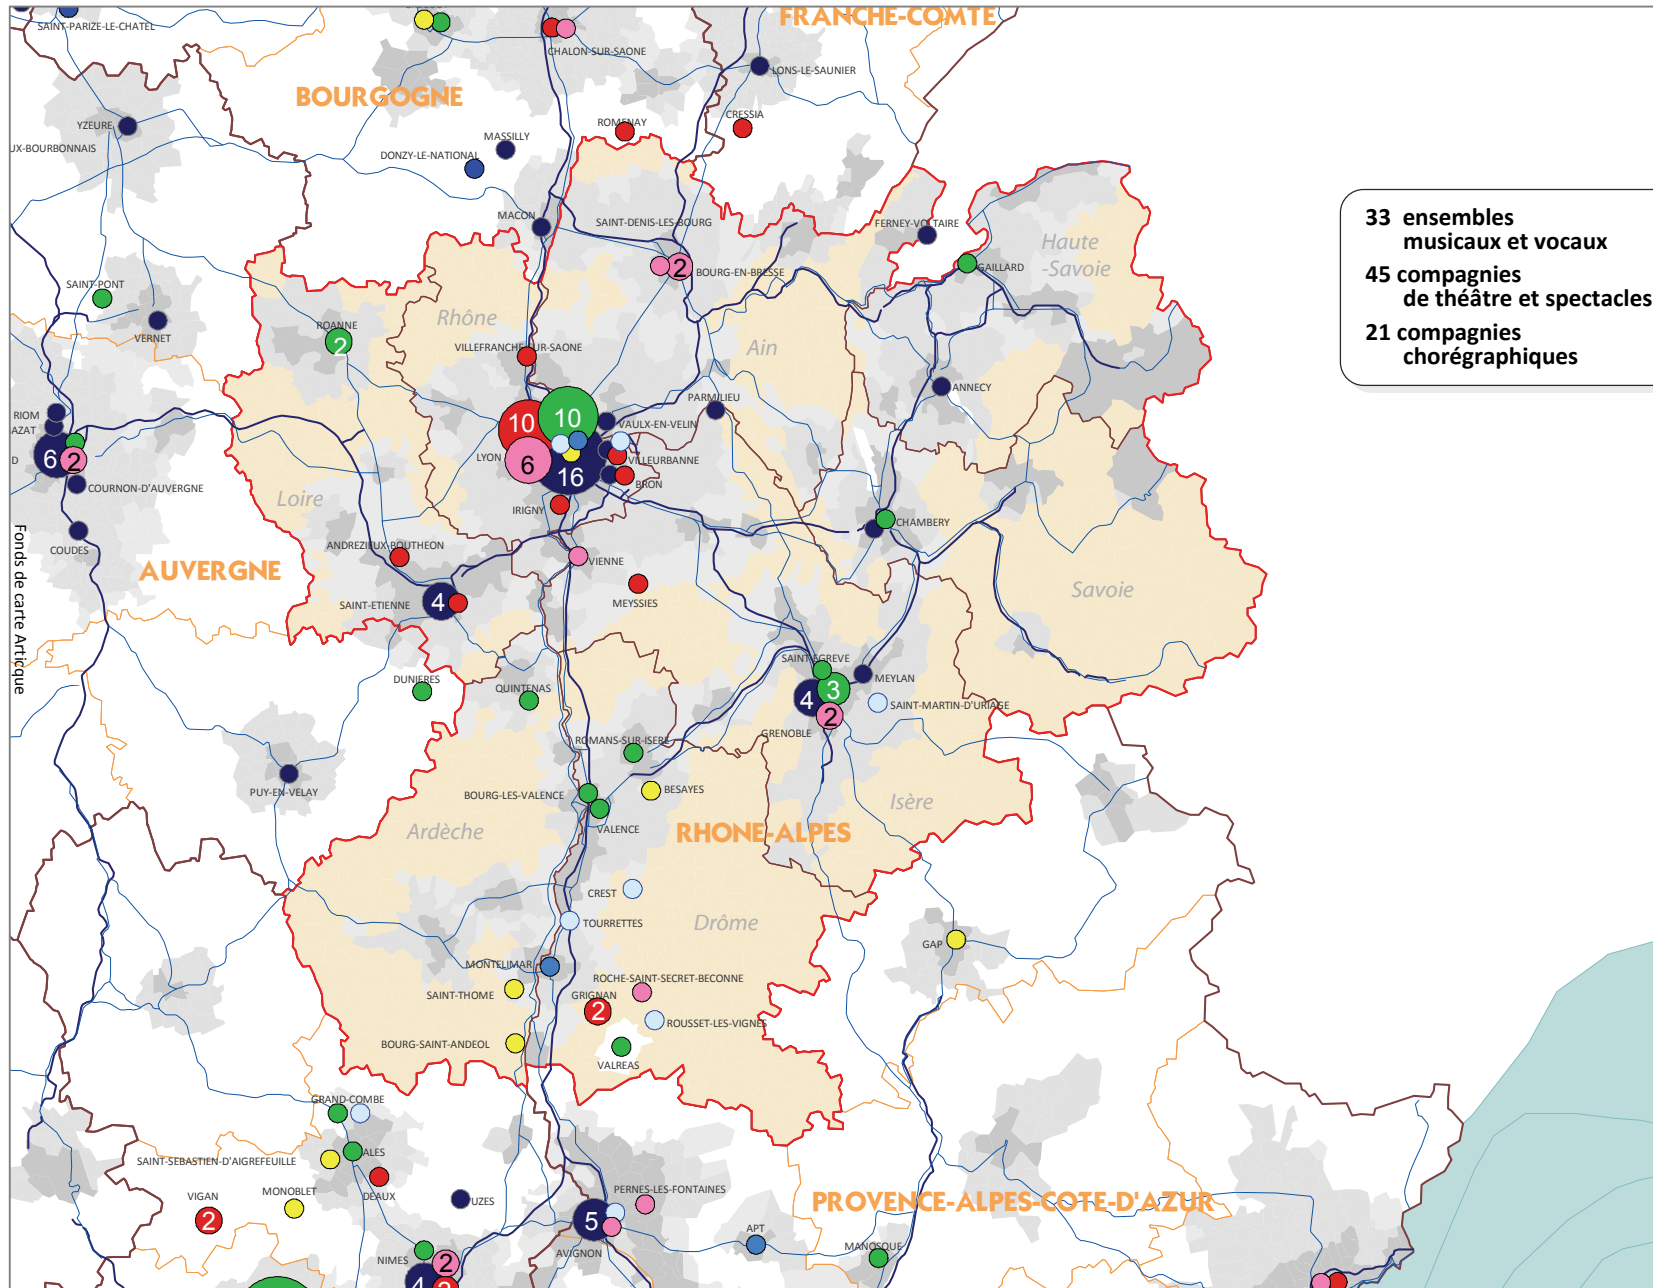 SAINT-PARIZE-LE-CHATEL
FRANCHE-COMTE
CHALON-SUR-SAONE
LONS-LE-SAUNIER
BOURGOGNE
YZEURE
ROMENAY
CRESSIA
MASSILLY
UX-BOURBONNAIS
DONZY-LE-NATIONAL
MACON
SAINT-DENIS-LES-BOURG
FERNEY-VOLTAIRE
33 ensembles
musicaux et vocaux
45 compagnies
de théâtre et spectacles
21 compagnies
chorégraphiques
Haute
-Savoie
GAILLARD
2
BOURG-EN-BRESSE
SAINT-PONT
VERNET
ROANNE
2
Rhône
VILLEFRANCHE-SUR-SAONE
Ain
ANNECY
PARMILIEU
RIOM
AZAT
D
6
2
COURNON-D'AUVERGNE
COUDES
10
10
VAULX-EN-VELIN
LYON
6
16
VILLEURBANNE
BRON
IRIGNY
Loire
CHAMBERY
Fonds de carte Articque
AUVERGNE
ANDREZIEUX-BOUTHEON
VIENNE
MEYSSIES
Savoie
SAINT-ETIENNE
4
SAINT-EGREVE
MEYLAN
DUNIERES
QUINTENAS
4
3
2
SAINT-MARTIN-D'URIAGE
GRENOBLE
ROMANS-SUR-ISERE
PUY-EN-VELAY
BOURG-LES-VALENCE
BESAYES
VALENCE
Isère
Ardèche
RHONE-ALPES
CREST
TOURRETTES
Drôme
GAP
MONTELIMAR
ROCHE-SAINT-SECRET-BECONNE
SAINT-THOME
GRIGNAN
2
ROUSSET-LES-VIGNES
BOURG-SAINT-ANDEOL
VALREAS
GRAND-COMBE
ALES
SAINT-SEBASTIEN-D'AIGREFEUILLE
DEAUX
VIGAN
2
MONOBLET
UZES
PERNES-LES-FONTAINES
PROVENCE-ALPES-COTE-D'AZUR
5
AVIGNON
APT
MANOSQUE
NIMES
2
4